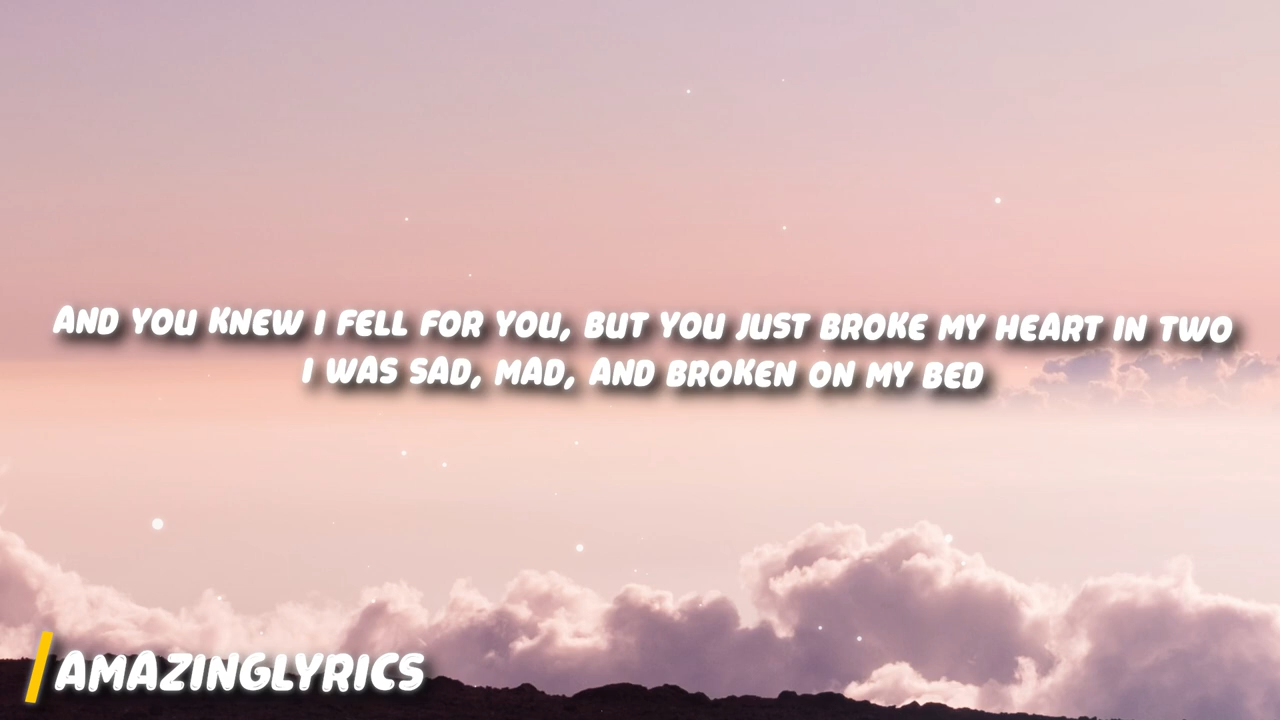 AND YOU KNEW I FELL FOR YOU, BUT YOU JUST BROKE MY HEART IN TWO
I WAS SAD, MAD, AND BROKEN ON MY BED
AMAZINGLYRICS